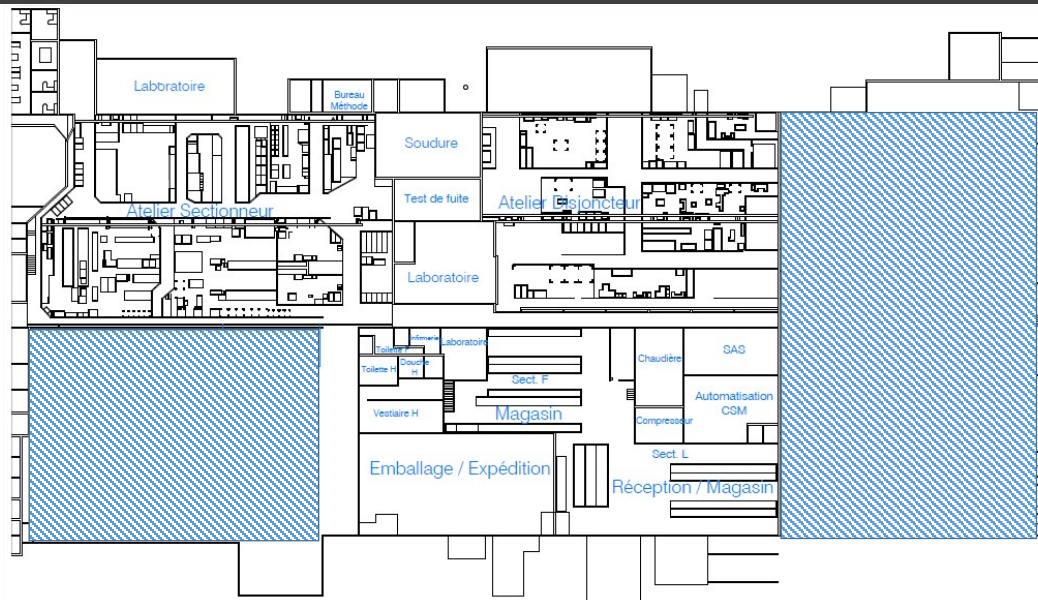 Laboratoire
Bureau
Méthode
Soudure
Test de fuite
Atelier Sectionneur
Atelier Disjoncteur
Laboratoire
Infirmerie
Laboratoire
Toilette F
Toilette H
Douche
H
Chaudière
SAS
Sect. F
Automatisation
CSM
Vestiaire H
Magasin
Compresseur
Sect. L
Emballage / Expédition
Réception / Magasin